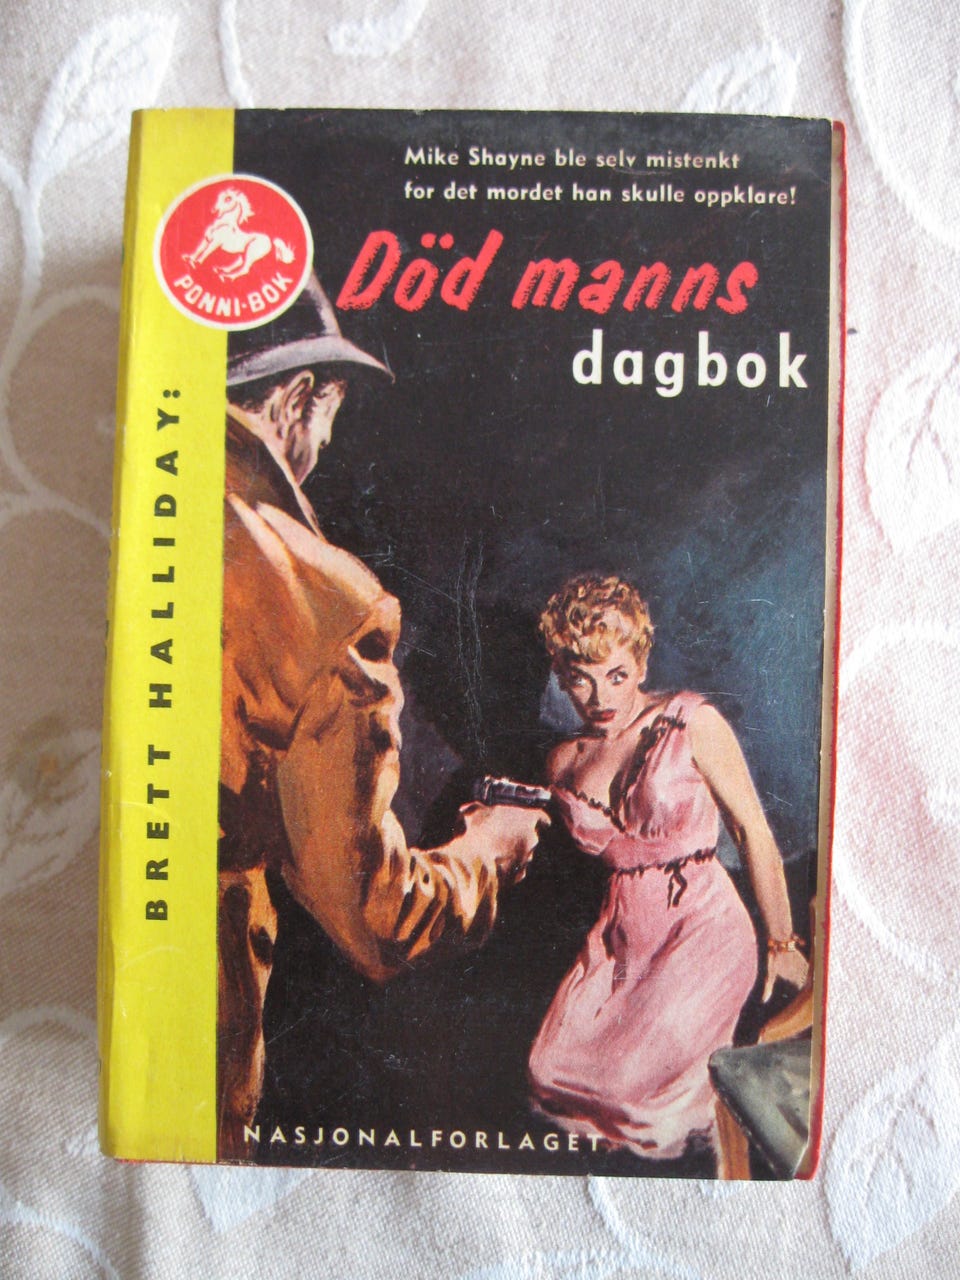 Mike Shayne ble selv mistenkt
for det mordet han skulle oppklare!
Död manns
dagbok
PONNI-BOK
BRETT HALLIDAY:
NASJONALFORLAGET